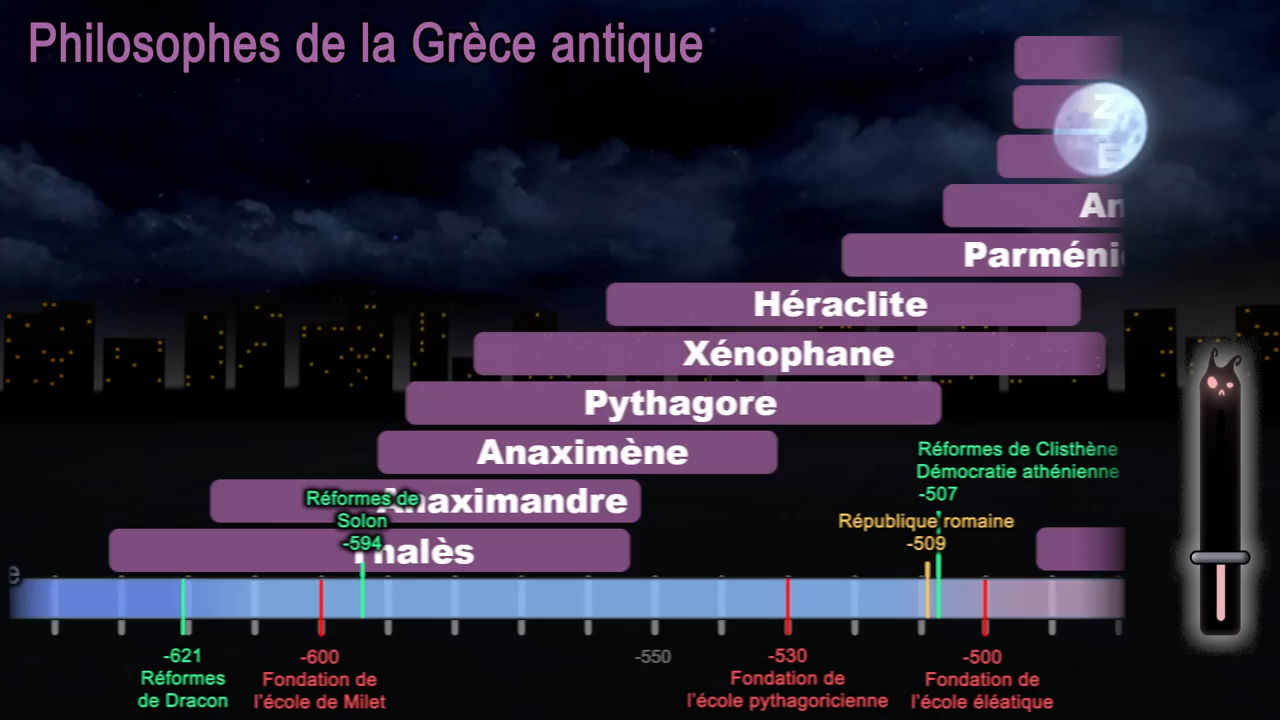 Philosophes de la Grèce antique
Parméni
Héraclite
Xénophane
Pythagore
Anaximène
Anaximandre
Thalès
Réformes de
Solon
-594
Réformes de Clisthène
Démocratie athénienne
-507
République romaine
-509
-621
Réformes
de Dracon
-600
Fondation de
l'école de Milet
-550
-530
Fondation de
l'école pythagoricienne
-500
Fondation de
l'école éléatique